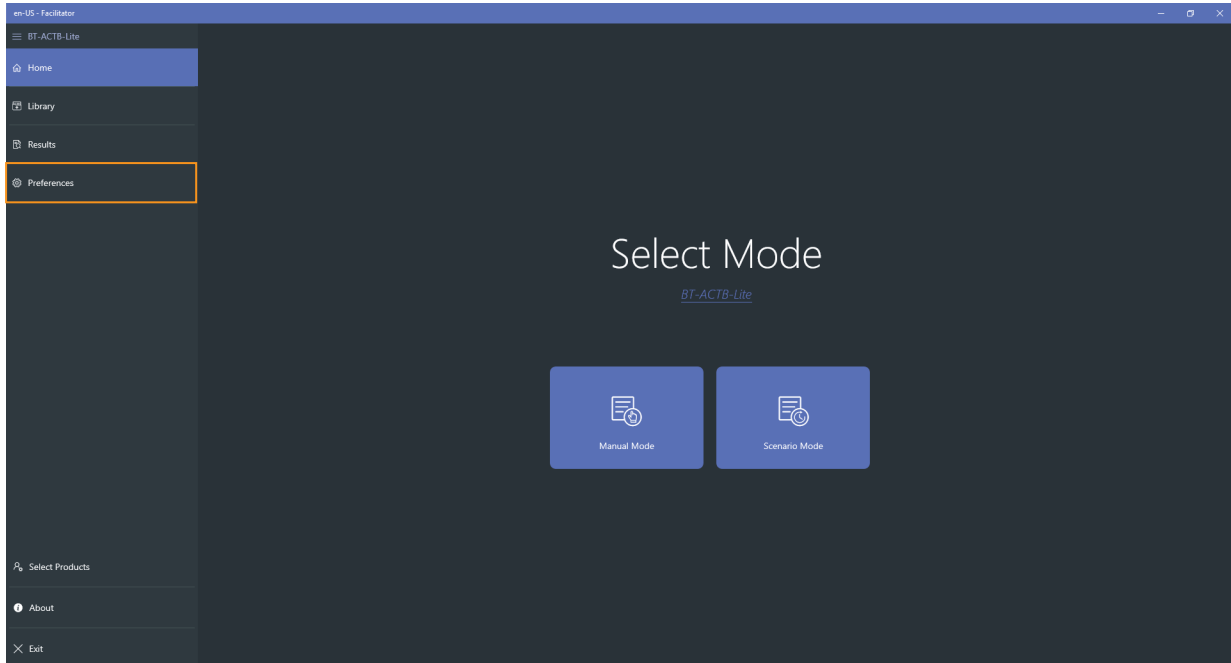 en-US - Facilitator
BT-ACTB-Lite
Home
Library
Results
Preferences
Select Mode
BT-ACTB-Lite
Manual Mode
Scenario Mode
Select Products
About
Exit